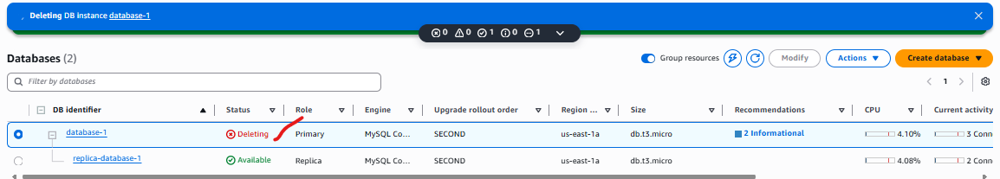 Deleting DB instance database-1
0 0 1 0 1
Databases (2)
Group resources
Modify
Actions
Create database
Filter by databases
1
DB identifier Status Role Engine Upgrade rollout order Region ... Size Recommendations CPU Current activity
database-1 Deleting Primary MySQL Co... SECOND us-east-1a db.t3.micro 2 Informational 4.10% 3 Conn
replica-database-1 Available Replica MySQL Co... SECOND us-east-1a db.t3.micro 4.08% 2 Conn